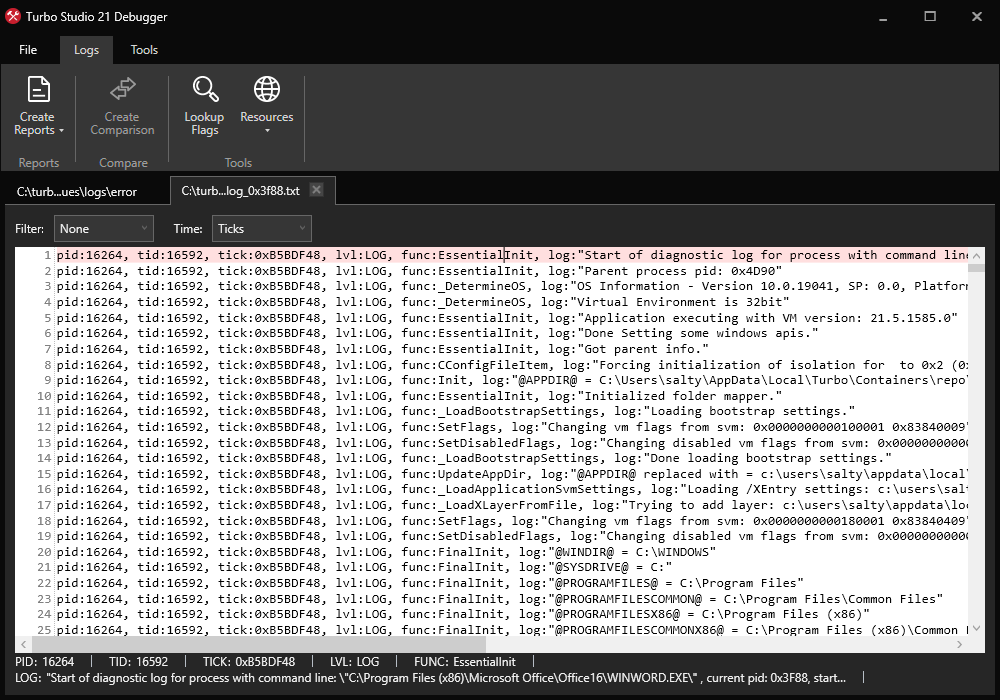 Turbo Studio 21 Debugger
File Logs Tools
Create Reports
Create Comparison
Lookup Flags
Resources
Reports Compare Tools
C:\turb...ues\logs\error C:\turb...log_0x3f88.txt
Filter: None Time: Ticks
1 pid:16264, tid:16592, tick:0xB5BDF48, lvl:LOG, func:EssentialInit, log:"Start of diagnostic log for process with command line
2 pid:16264, tid:16592, tick:0xB5BDF48, lvl:LOG, func:EssentialInit, log:"Parent process pid: 0x4D90"
3 pid:16264, tid:16592, tick:0xB5BDF48, lvl:LOG, func:_DetermineOS, log:"OS Information - Version 10.0.19041, SP: 0.0, Platfor
4 pid:16264, tid:16592, tick:0xB5BDF48, lvl:LOG, func:_DetermineOS, log:"Virtual Environment is 32bit"
5 pid:16264, tid:16592, tick:0xB5BDF48, lvl:LOG, func:EssentialInit, log:"Application executing with VM version: 21.5.1585.0"
6 pid:16264, tid:16592, tick:0xB5BDF48, lvl:LOG, func:EssentialInit, log:"Done Setting some windows apis."
7 pid:16264, tid:16592, tick:0xB5BDF48, lvl:LOG, func:EssentialInit, log:"Got parent info."
8 pid:16264, tid:16592, tick:0xB5BDF48, lvl:LOG, func:CConfigFileItem, log:"Forcing initialization of isolation for  to 0x2 (0x
9 pid:16264, tid:16592, tick:0xB5BDF48, lvl:LOG, func:Init, log:"@APPDIR@ = C:\Users\salty\AppData\Local\Turbo\Containers\repo
10 pid:16264, tid:16592, tick:0xB5BDF48, lvl:LOG, func:EssentialInit, log:"Initialized folder mapper."
11 pid:16264, tid:16592, tick:0xB5BDF48, lvl:LOG, func:_LoadBootstrapSettings, log:"Loading bootstrap settings."
12 pid:16264, tid:16592, tick:0xB5BDF48, lvl:LOG, func:SetFlags, log:"Changing vm flags from svm: 0x0000000000100001 0x83840009"
13 pid:16264, tid:16592, tick:0xB5BDF48, lvl:LOG, func:SetDisabledFlags, log:"Changing disabled vm flags from svm: 0x00000000000
14 pid:16264, tid:16592, tick:0xB5BDF48, lvl:LOG, func:_LoadBootstrapSettings, log:"Done loading bootstrap settings."
15 pid:16264, tid:16592, tick:0xB5BDF48, lvl:LOG, func:UpdateAppDir, log:"@APPDIR@ replaced with = c:\users\salty\appdata\local\
16 pid:16264, tid:16592, tick:0xB5BDF48, lvl:LOG, func:_LoadApplicationSvmSettings, log:"Loading /XEntry settings: c:\users\salt
17 pid:16264, tid:16592, tick:0xB5BDF48, lvl:LOG, func:_LoadXLayerFromFile, log:"Trying to add layer: c:\users\salty\appdata\loc
18 pid:16264, tid:16592, tick:0xB5BDF48, lvl:LOG, func:SetFlags, log:"Changing vm flags from svm: 0x0000000000180001 0x83840409"
19 pid:16264, tid:16592, tick:0xB5BDF48, lvl:LOG, func:SetDisabledFlags, log:"Changing disabled vm flags from svm: 0x00000000000
20 pid:16264, tid:16592, tick:0xB5BDF48, lvl:LOG, func:FinalInit, log:"@WINDIR@ = C:\WINDOWS"
21 pid:16264, tid:16592, tick:0xB5BDF48, lvl:LOG, func:FinalInit, log:"@SYSDRIVE@ = C:"
22 pid:16264, tid:16592, tick:0xB5BDF48, lvl:LOG, func:FinalInit, log:"@PROGRAMFILES@ = C:\Program Files"
23 pid:16264, tid:16592, tick:0xB5BDF48, lvl:LOG, func:FinalInit, log:"@PROGRAMFILESCOMMON@ = C:\Program Files\Common Files"
24 pid:16264, tid:16592, tick:0xB5BDF48, lvl:LOG, func:FinalInit, log:"@PROGRAMFILESX86@ = C:\Program Files (x86)"
25 pid:16264, tid:16592, tick:0xB5BDF48, lvl:LOG, func:FinalInit, log:"@PROGRAMFILESCOMMONX86@ = C:\Program Files (x86)\Common F
PID: 16264 | TID: 16592 | TICK: 0xB5BDF48 | LVL: LOG | FUNC: EssentialInit |
LOG: "Start of diagnostic log for process with command line: \"C:\Program Files (x86)\Microsoft Office\Office16\WINWORD.EXE\" , current pid: 0x3F88, start... |